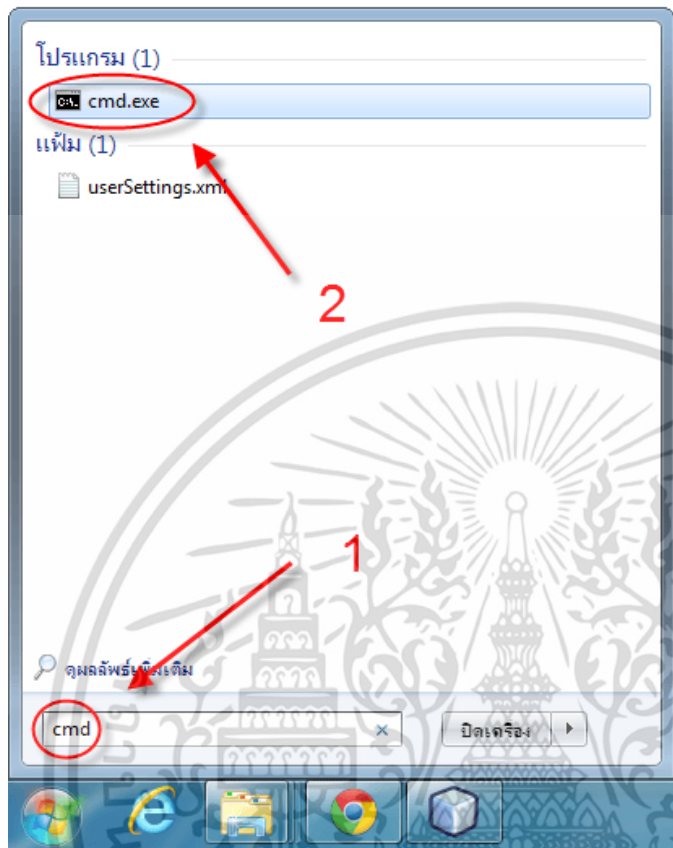 โปรแกรม (1)
cmd.exe
แฟ้ม (1)
userSettings.xml
2
1
ดูผลลัพธ์เพิ่มเติม
cmd
ปิดเครื่อง